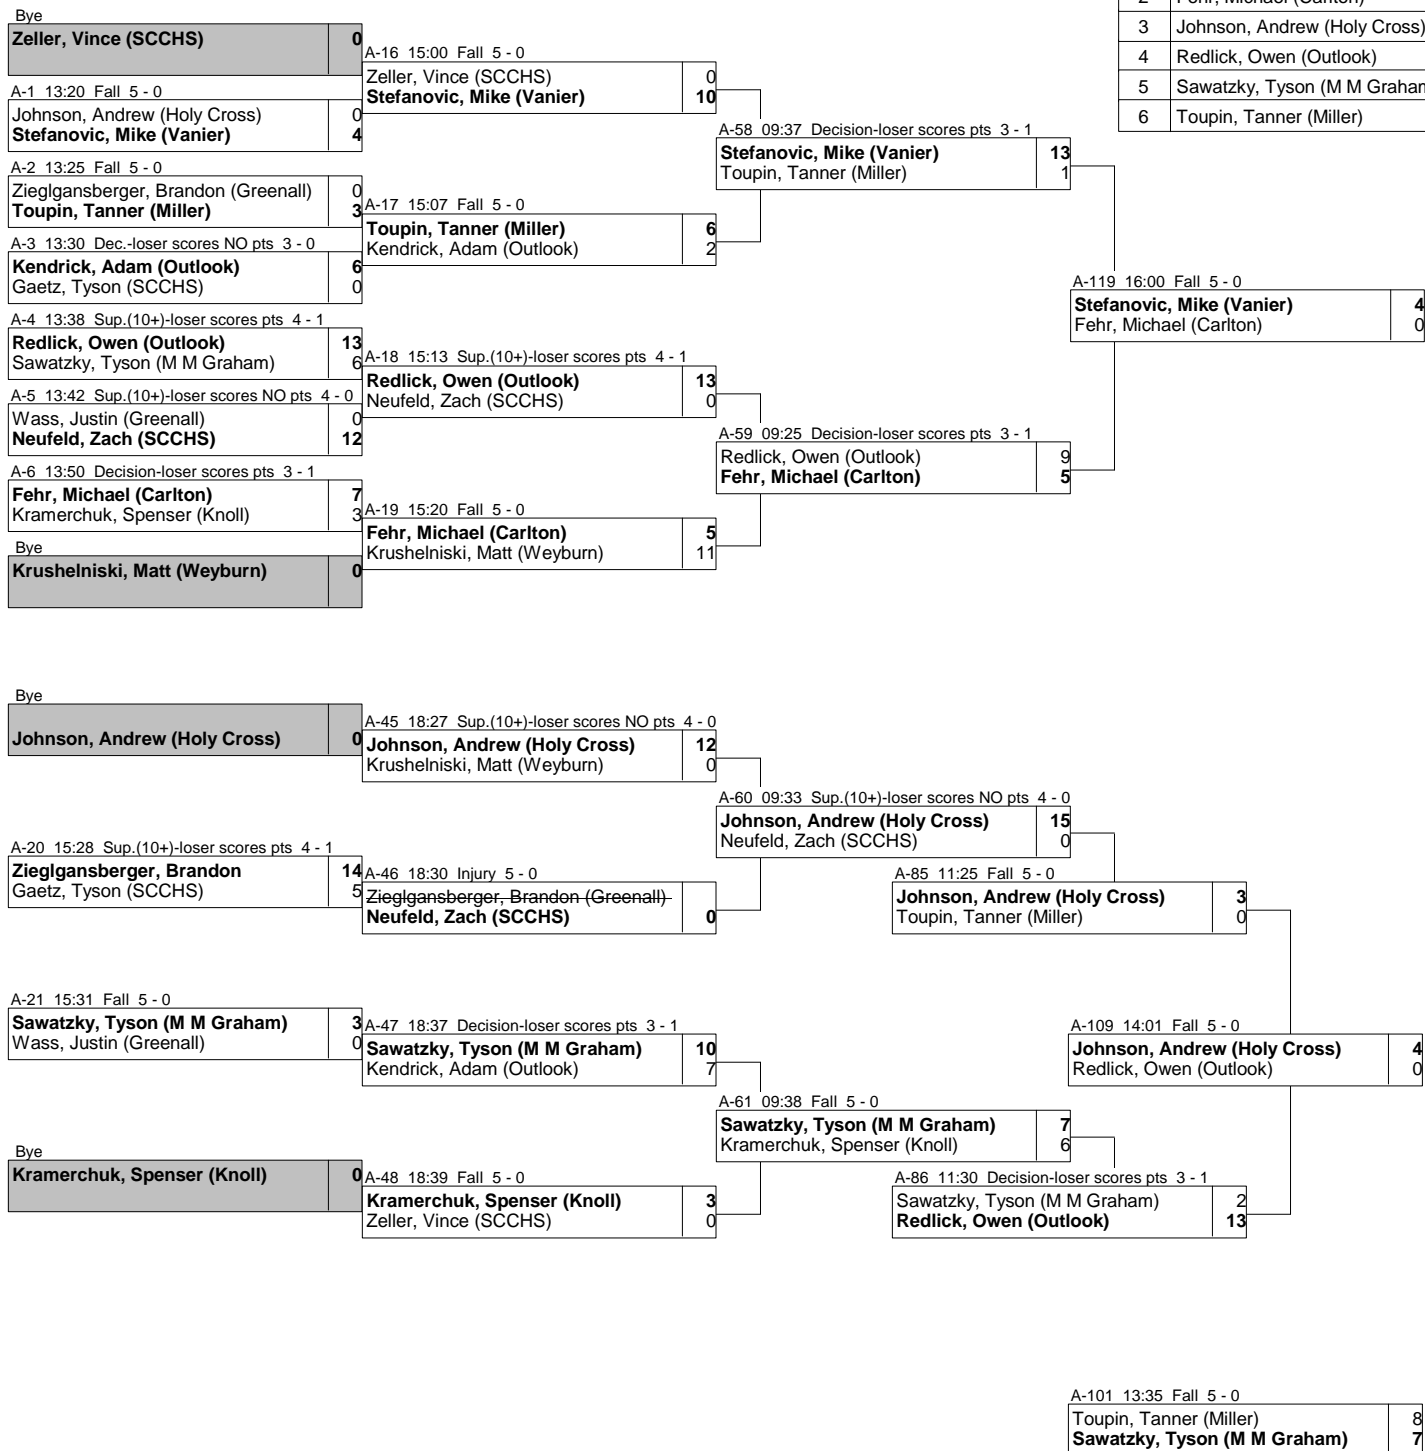 Bye
Zeller, Vince (SCCHS) 0
A-1 13:20 Fall 5 - 0
Johnson, Andrew (Holy Cross) 0
Stefanovic, Mike (Vanier) 4
A-2 13:25 Fall 5 - 0
Zieglgansberger, Brandon (Greenall) 0
Toupin, Tanner (Miller) 3
A-3 13:30 Dec.-loser scores NO pts 3 - 0
Kendrick, Adam (Outlook) 6
Gaetz, Tyson (SCCHS) 0
A-4 13:38 Sup.(10+)-loser scores pts 4 - 1
Redlick, Owen (Outlook) 13
Sawatzky, Tyson (M M Graham) 6
A-5 13:42 Sup.(10+)-loser scores NO pts 4 - 0
Wass, Justin (Greenall) 0
Neufeld, Zach (SCCHS) 12
A-6 13:50 Decision-loser scores pts 3 - 1
Fehr, Michael (Carlton) 7
Kramerchuk, Spenser (Knoll) 3
Bye
Krushelniski, Matt (Weyburn) 0
A-16 15:00 Fall 5 - 0
Zeller, Vince (SCCHS) 0
Stefanovic, Mike (Vanier) 10
A-17 15:07 Fall 5 - 0
Toupin, Tanner (Miller) 6
Kendrick, Adam (Outlook) 2
A-18 15:13 Sup.(10+)-loser scores pts 4 - 1
Redlick, Owen (Outlook) 13
Neufeld, Zach (SCCHS) 0
A-19 15:20 Fall 5 - 0
Fehr, Michael (Carlton) 5
Krushelniski, Matt (Weyburn) 11
A-58 09:37 Decision-loser scores pts 3 - 1
Stefanovic, Mike (Vanier) 13
Toupin, Tanner (Miller) 1
A-59 09:25 Decision-loser scores pts 3 - 1
Redlick, Owen (Outlook) 9
Fehr, Michael (Carlton) 5
A-119 16:00 Fall 5 - 0
Stefanovic, Mike (Vanier) 4
Fehr, Michael (Carlton) 0
2 Fehr, Michael (Carlton)
3 Johnson, Andrew (Holy Cross)
4 Redlick, Owen (Outlook)
5 Sawatzky, Tyson (M M Graham
6 Toupin, Tanner (Miller)
Bye
Johnson, Andrew (Holy Cross) 0
A-20 15:28 Sup.(10+)-loser scores pts 4 - 1
Zieglgansberger, Brandon 14
Gaetz, Tyson (SCCHS) 5
A-21 15:31 Fall 5 - 0
Sawatzky, Tyson (M M Graham) 3
Wass, Justin (Greenall) 0
Bye
Kramerchuk, Spenser (Knoll) 0
A-45 18:27 Sup.(10+)-loser scores NO pts 4 - 0
Johnson, Andrew (Holy Cross) 12
Krushelniski, Matt (Weyburn) 0
A-46 18:30 Injury 5 - 0
Zieglgansberger, Brandon (Greenall)
Neufeld, Zach (SCCHS) 0
A-47 18:37 Decision-loser scores pts 3 - 1
Sawatzky, Tyson (M M Graham) 10
Kendrick, Adam (Outlook) 7
A-48 18:39 Fall 5 - 0
Kramerchuk, Spenser (Knoll) 3
Zeller, Vince (SCCHS) 0
A-60 09:33 Sup.(10+)-loser scores NO pts 4 - 0
Johnson, Andrew (Holy Cross) 15
Neufeld, Zach (SCCHS) 0
A-61 09:38 Fall 5 - 0
Sawatzky, Tyson (M M Graham) 7
Kramerchuk, Spenser (Knoll) 6
A-85 11:25 Fall 5 - 0
Johnson, Andrew (Holy Cross) 3
Toupin, Tanner (Miller) 0
A-86 11:30 Decision-loser scores pts 3 - 1
Sawatzky, Tyson (M M Graham) 2
Redlick, Owen (Outlook) 13
A-109 14:01 Fall 5 - 0
Johnson, Andrew (Holy Cross) 4
Redlick, Owen (Outlook) 0
A-101 13:35 Fall 5 - 0
Toupin, Tanner (Miller) 8
Sawatzky, Tyson (M M Graham) 7